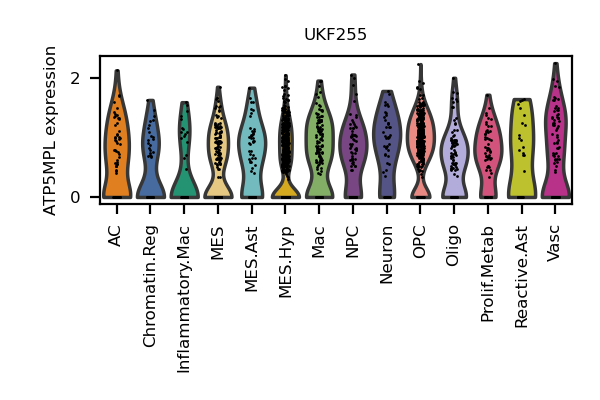 UKF255
ATP5MPL expression
2
0
AC
Chromatin.Reg
Inflammatory.Mac
MES
MES.Ast
MES.Hyp
Mac
NPC
Neuron
OPC
Oligo
Prolif.Metab
Reactive.Ast
Vasc